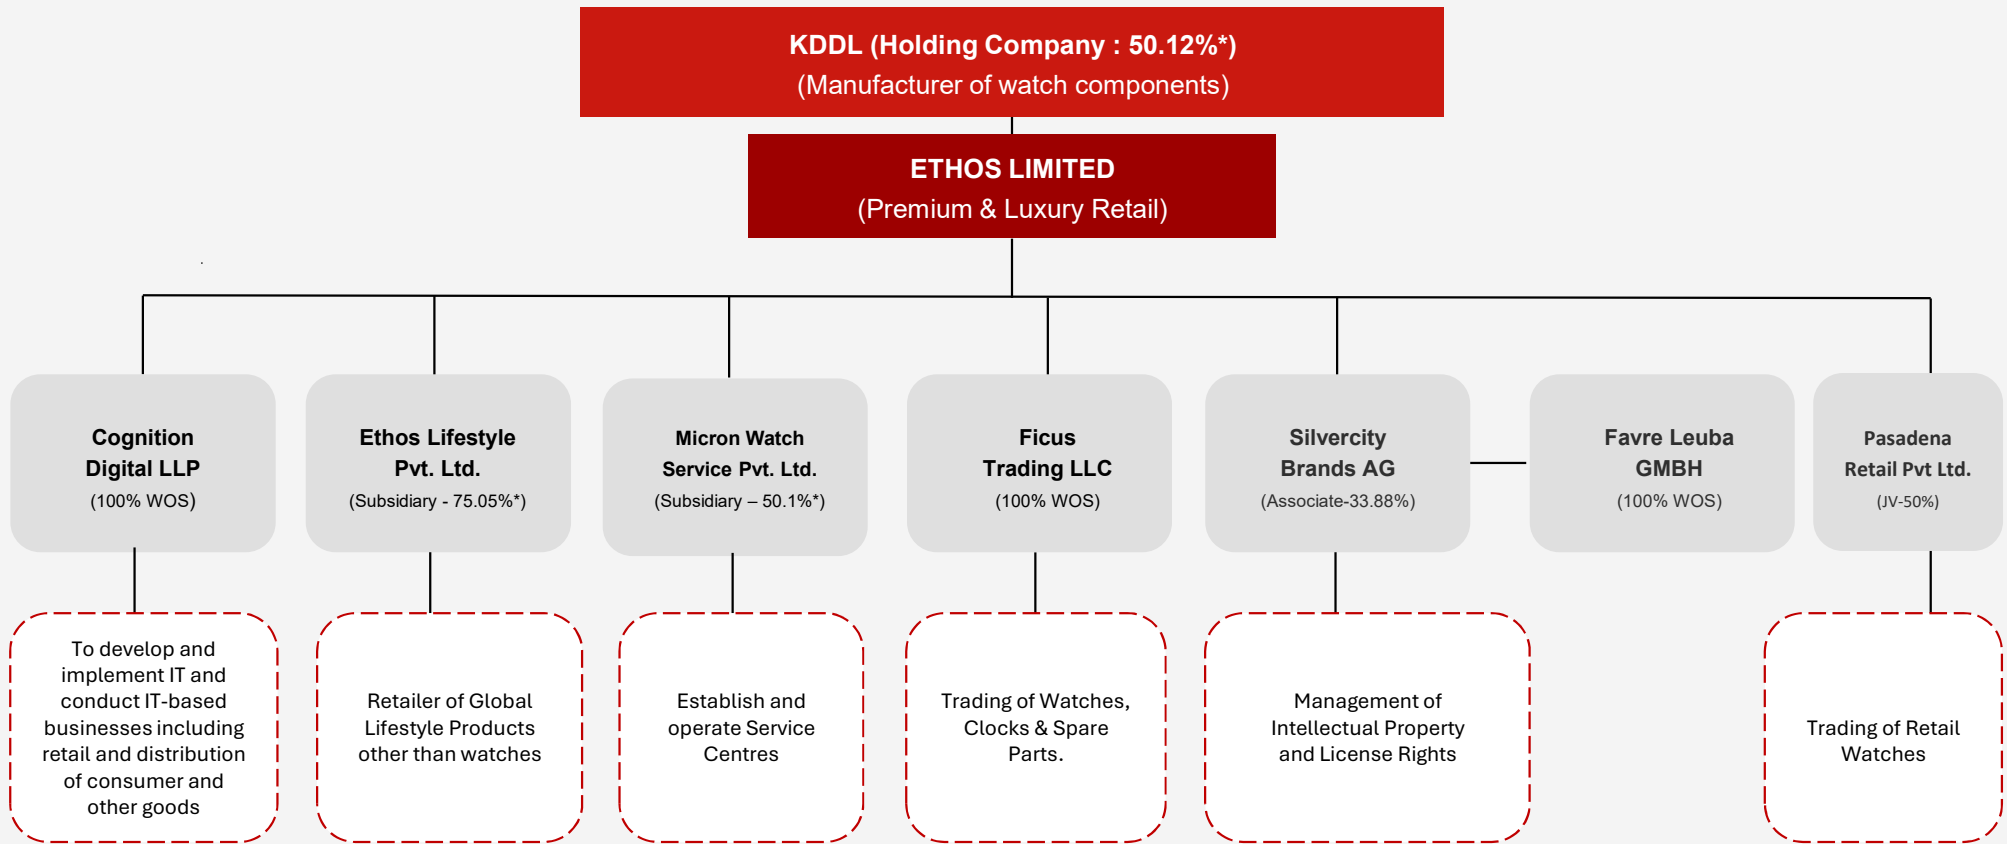 KDDL (Holding Company : 50.12%*)
(Manufacturer of watch components)
ETHOS LIMITED
(Premium & Luxury Retail)
Cognition
Digital LLP
(100% WOS)
Ethos Lifestyle
Pvt. Ltd.
(Subsidiary - 75.05%*)
Micron Watch
Service Pvt. Ltd.
(Subsidiary – 50.1%*)
Ficus
Trading LLC
(100% WOS)
Silvercity
Brands AG
(Associate-33.88%)
Favre Leuba
GMBH
(100% WOS)
Pasadena
Retail Pvt Ltd.
(JV-50%)
To develop and
implement IT and
conduct IT-based
businesses including
retail and distribution
of consumer and
other goods
Retailer of Global
Lifestyle Products
other than watches
Establish and
operate Service
Centres
Trading of Watches,
Clocks & Spare
Parts.
Management of
Intellectual Property
and License Rights
Trading of Retail
Watches